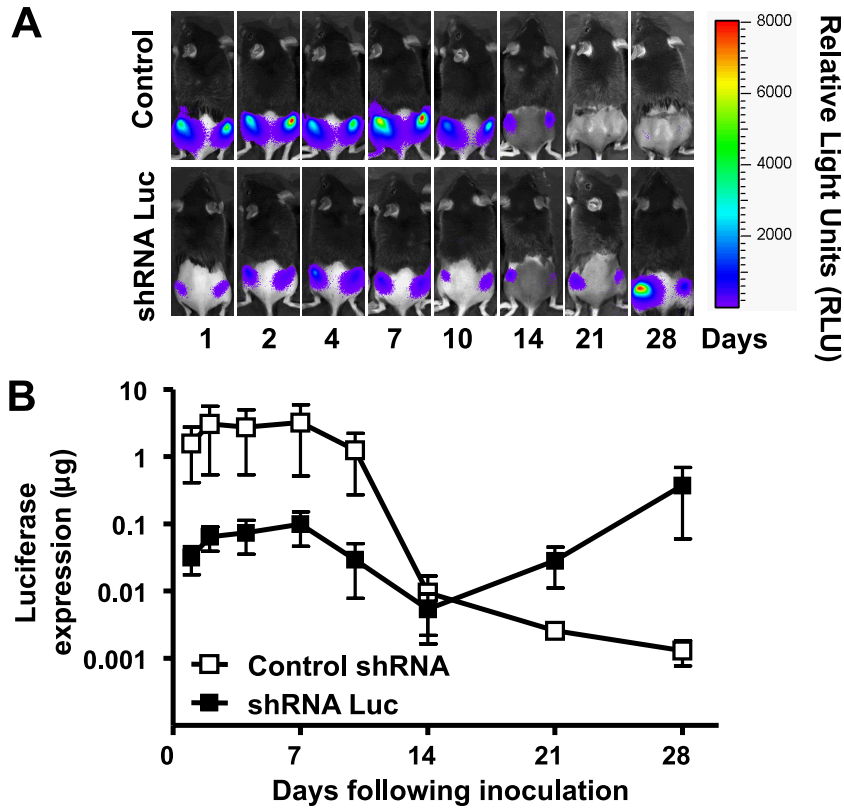 A
Control
shRNA Luc
1 2 4 7 10 14 21 28 Days
8000
6000
4000
2000
Relative Light Units (RLU)
B
Luciferase
expression (µg)
10
1
0.1
0.01
0.001
Control shRNA
shRNA Luc
0 7 14 21 28
Days following inoculation